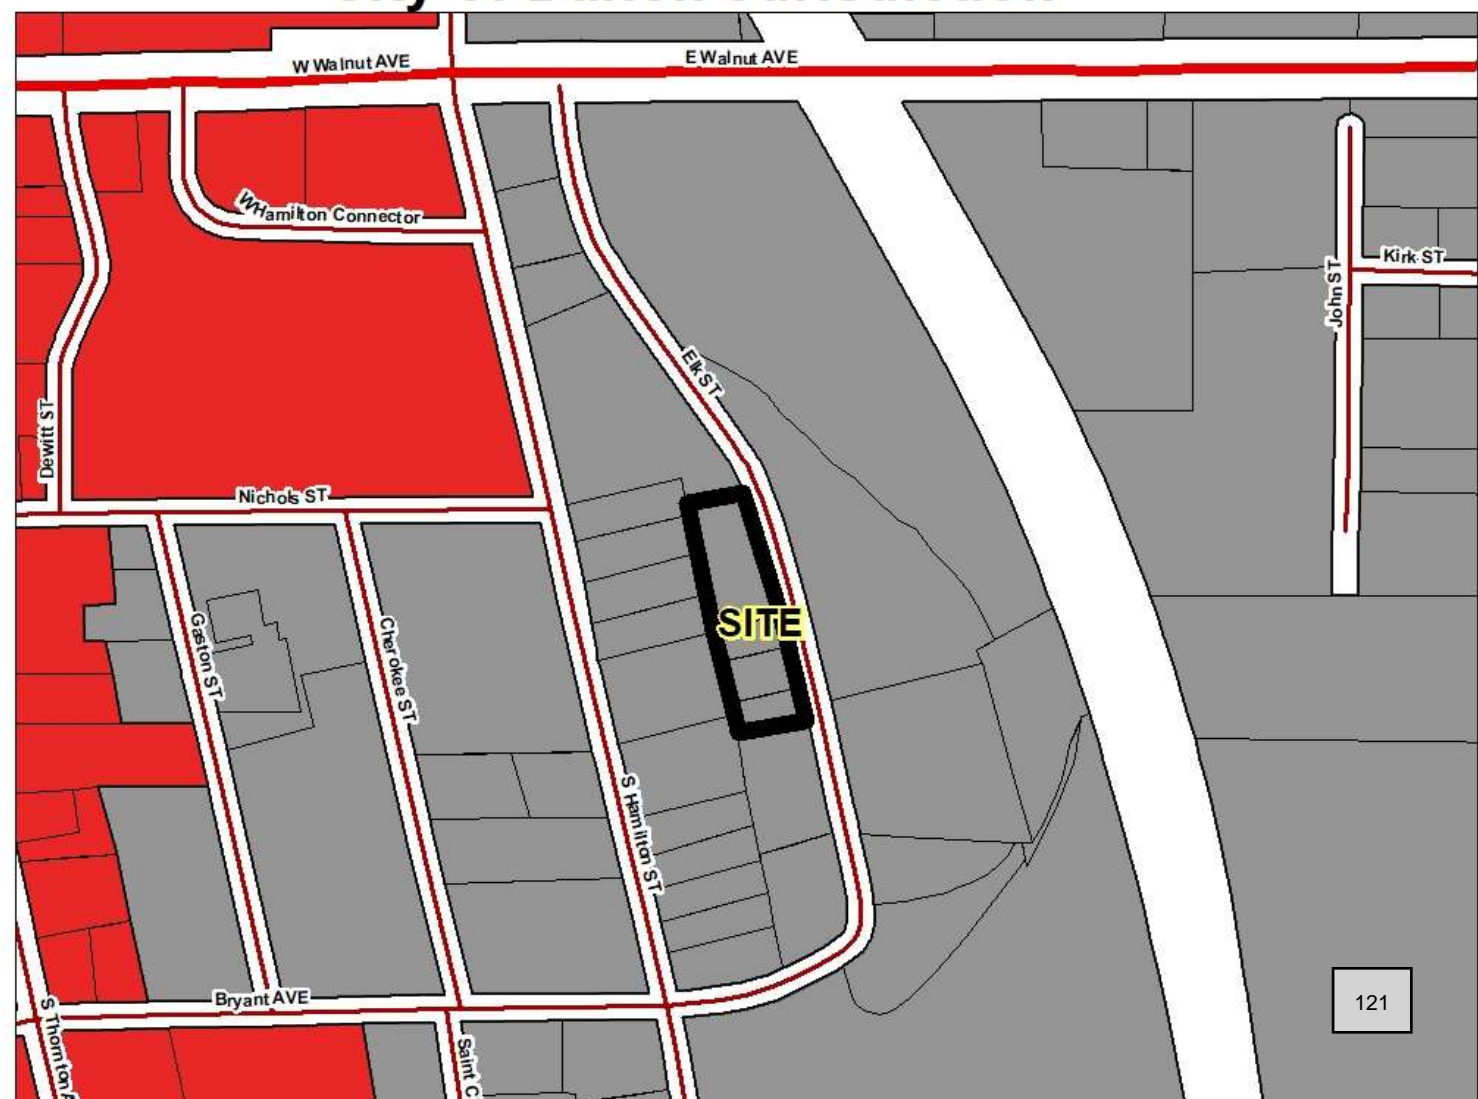 W Walnut AVE
E Walnut AVE
W Hamilton Connector
Kirk ST
John ST
Elk ST
Dewitt ST
Nichols ST
Gaston ST
Cherokee ST
SITE
S Hamilton ST
Bryant AVE
121
S Thornton A
Saint C